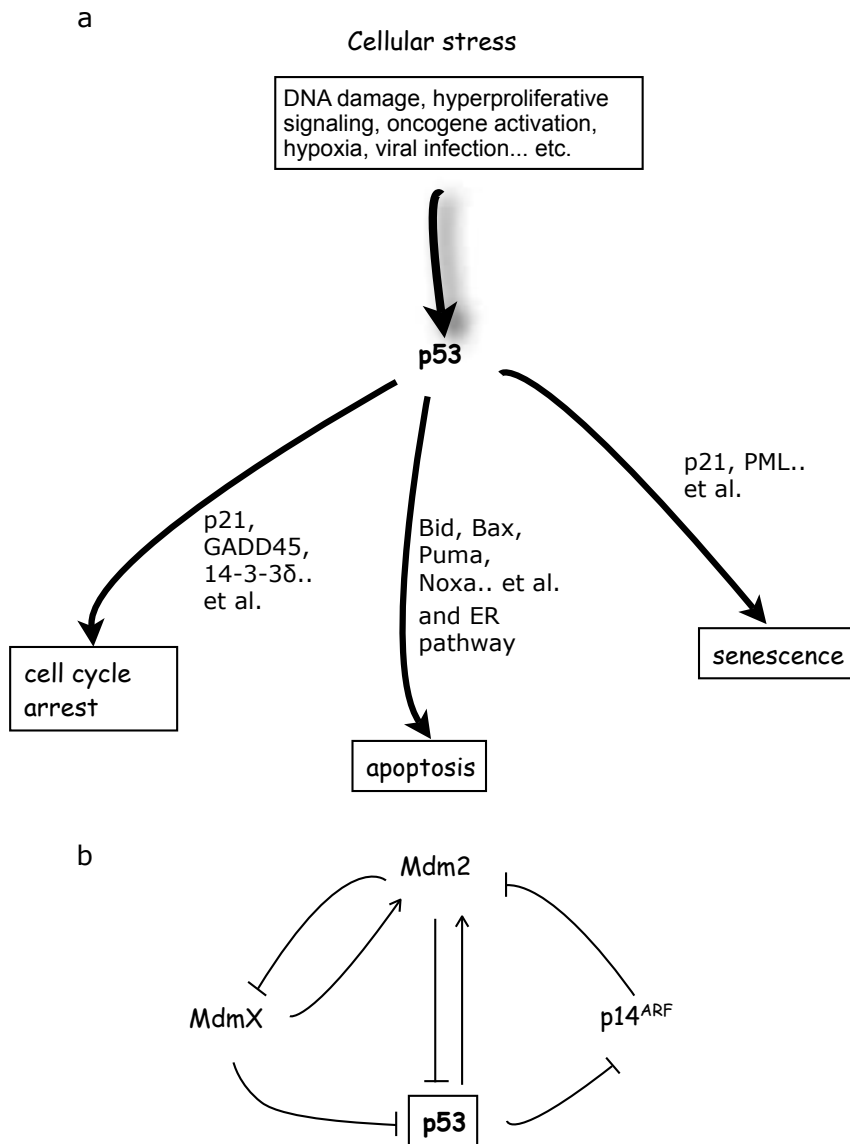 a
Cellular stress
DNA damage, hyperproliferative
signaling, oncogene activation,
hypoxia, viral infection... etc.
p53
p21,
GADD45,
14-3-3δ..
et al.
Bid, Bax,
Puma,
Noxa.. et al.
and ER
pathway
p21, PML..
et al.
cell cycle
arrest
apoptosis
senescence
b
Mdm2
MdmX
p14ᴬᴿꟳ
p53